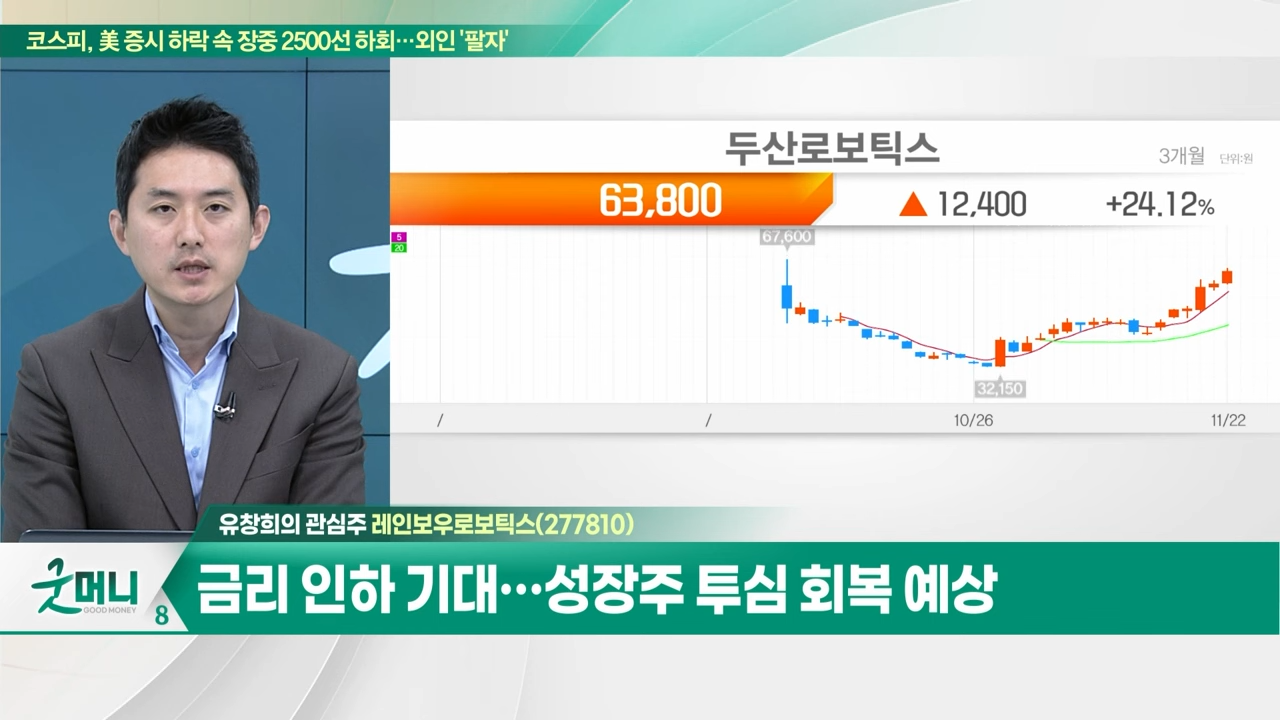 코스피, 美 증시 하락 속 장중 2500선 하회…외인 '팔자'
두산로보틱스
3개월 단위:원
63,800 ▲ 12,400 +24.12%
5
20
67,600
32,150
/ / 10/26 11/22
유창희의 관심주 레인보우로보틱스(277810)
굿머니
GOOD MONEY
8
금리 인하 기대…성장주 투심 회복 예상